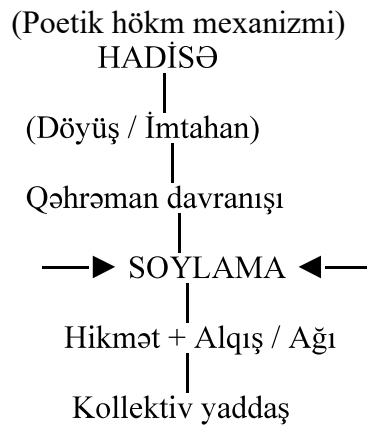 (Poetik hökm mexanizmi)
HADİSƏ
(Döyüş / İmtahan)
Qəhrəman davranışı
SOYLAMA
Hikmət + Alqış / Ağı
Kollektiv yaddaş